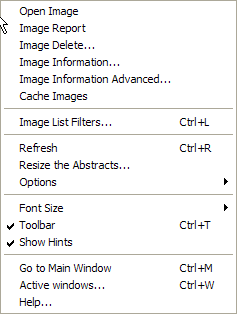 Open Image
Image Report
Image Delete...
Image Information...
Image Information Advanced...
Cache Images
Image List Filters... Ctrl+L
Refresh Ctrl+R
Resize the Abstracts...
Options
Font Size
Toolbar Ctrl+T
Show Hints
Go to Main Window Ctrl+M
Active windows... Ctrl+W
Help...